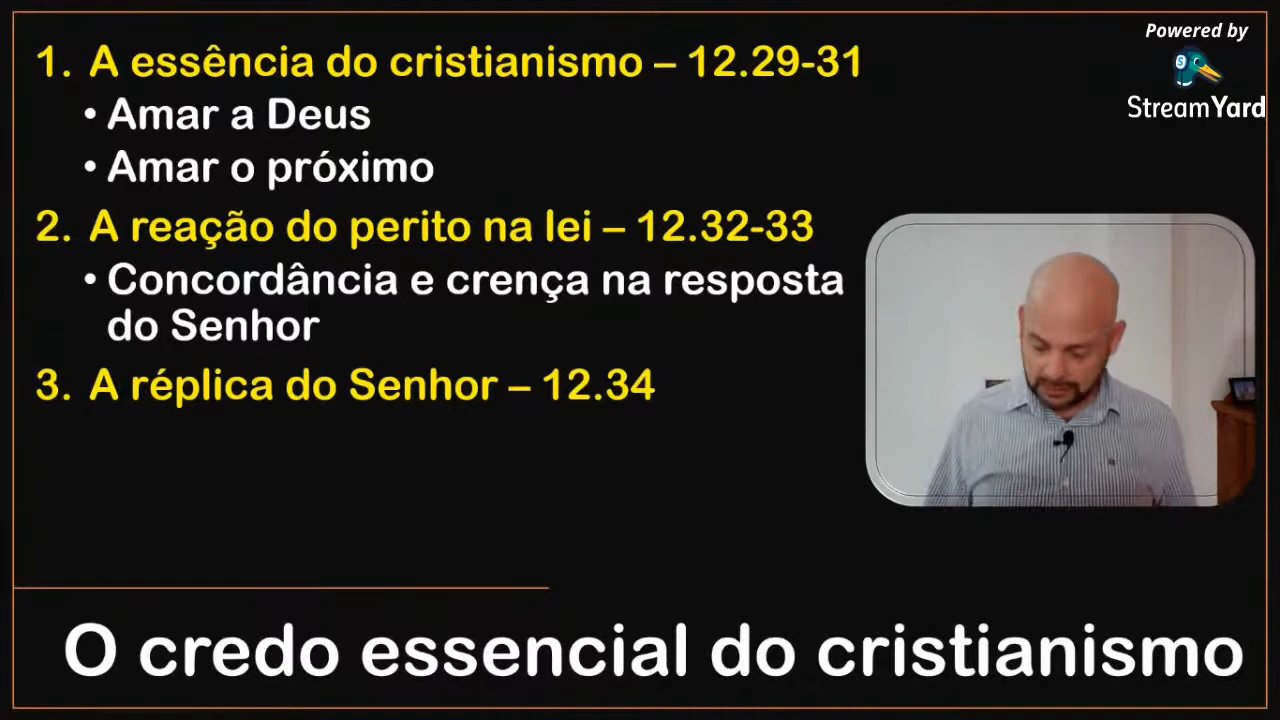 1. A essência do cristianismo – 12.29-31
• Amar a Deus
• Amar o próximo
2. A reação do perito na lei – 12.32-33
• Concordância e crença na resposta
do Senhor
3. A réplica do Senhor – 12.34
Powered by
StreamYard
O credo essencial do cristianismo